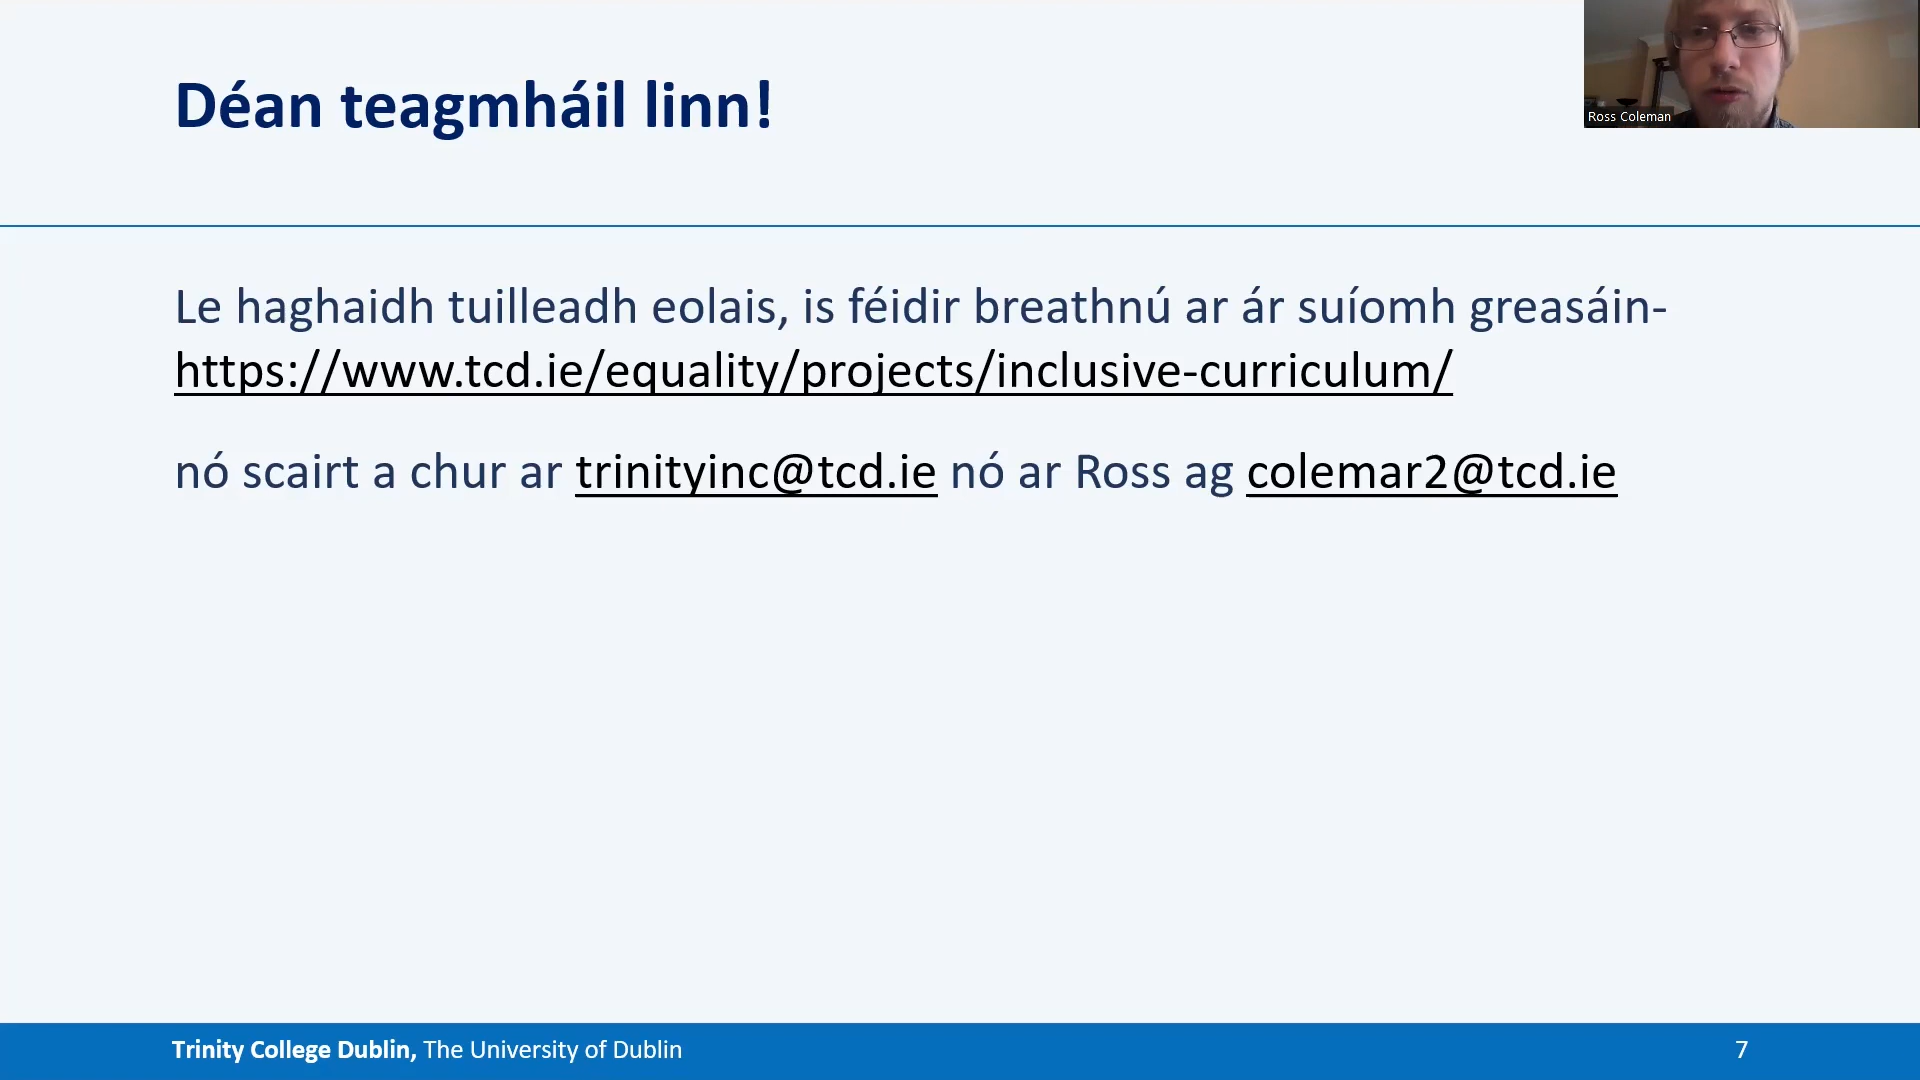 Déan teagmháil linn!
Ross Coleman
Le haghaidh tuilleadh eolais, is féidir breathnú ar ár suíomh greasáin-
https://www.tcd.ie/equality/projects/inclusive-curriculum/
nó scairt a chur ar trinityinc@tcd.ie nó ar Ross ag colemar2@tcd.ie
Trinity College Dublin, The University of Dublin
7